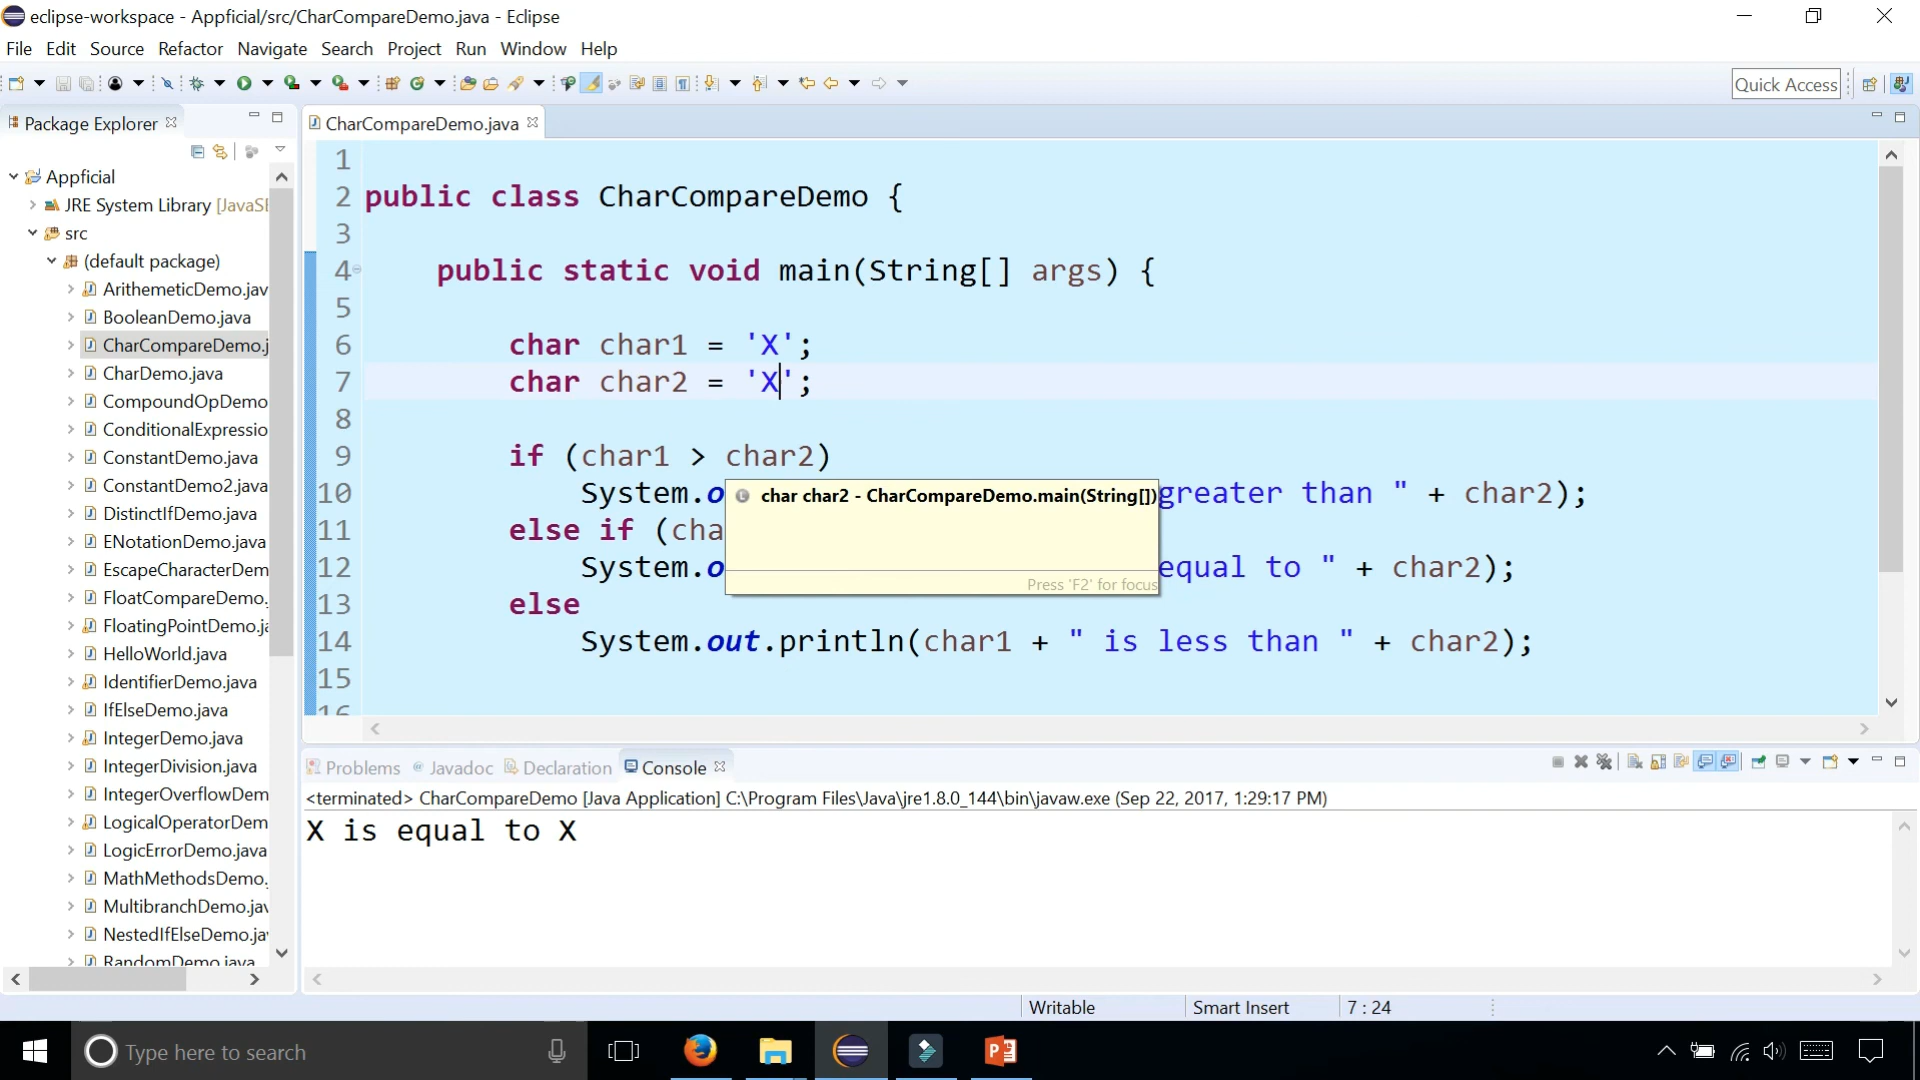 eclipse-workspace - Appficial/src/CharCompareDemo.java - Eclipse
File Edit Source Refactor Navigate Search Project Run Window Help
Quick Access
Package Explorer
CharCompareDemo.java
Appficial
JRE System Library [JavaSE
src
(default package)
ArithemeticDemo.jav
BooleanDemo.java
CharCompareDemo.j
CharDemo.java
CompoundOpDemo
ConditionalExpressio
ConstantDemo.java
ConstantDemo2.java
DistinctIfDemo.java
ENotationDemo.java
EscapeCharacterDem
FloatCompareDemo.
FloatingPointDemo.ja
HelloWorld.java
IdentifierDemo.java
IfElseDemo.java
IntegerDemo.java
IntegerDivision.java
IntegerOverflowDem
LogicalOperatorDem
LogicErrorDemo.java
MathMethodsDemo.
MultibranchDemo.jav
NestedIfElseDemo.jav
RandomDemo.java
1
2 public class CharCompareDemo {
3
4 public static void main(String[] args) {
5
6 char char1 = 'X';
7 char char2 = 'X';
8
9 if (char1 > char2)
10 System.o greater than " + char2);
11 else if (cha
12 System.o equal to " + char2);
13 else
14 System.out.println(char1 + " is less than " + char2);
15
16
char char2 - CharCompareDemo.main(String[])
Press 'F2' for focus
Problems Javadoc Declaration Console
<terminated> CharCompareDemo [Java Application] C:\Program Files\Java\jre1.8.0_144\bin\javaw.exe (Sep 22, 2017, 1:29:17 PM)
X is equal to X
Writable Smart Insert 7 : 24
Type here to search